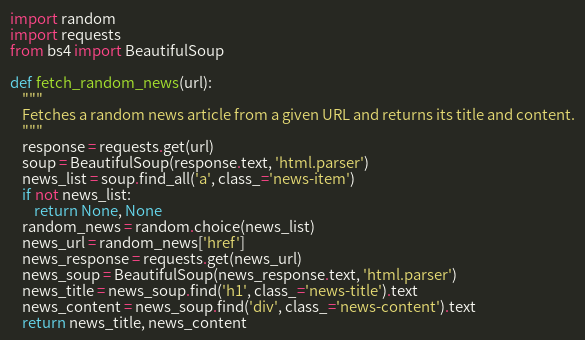 import random
import requests
from bs4 import BeautifulSoup

def fetch_random_news(url):
    """
    Fetches a random news article from a given URL and returns its title and content.
    """
    response = requests.get(url)
    soup = BeautifulSoup(response.text, 'html.parser')
    news_list = soup.find_all('a', class_='news-item')
    if not news_list:
        return None, None
    random_news = random.choice(news_list)
    news_url = random_news['href']
    news_response = requests.get(news_url)
    news_soup = BeautifulSoup(news_response.text, 'html.parser')
    news_title = news_soup.find('h1', class_='news-title').text
    news_content = news_soup.find('div', class_='news-content').text
    return news_title, news_content